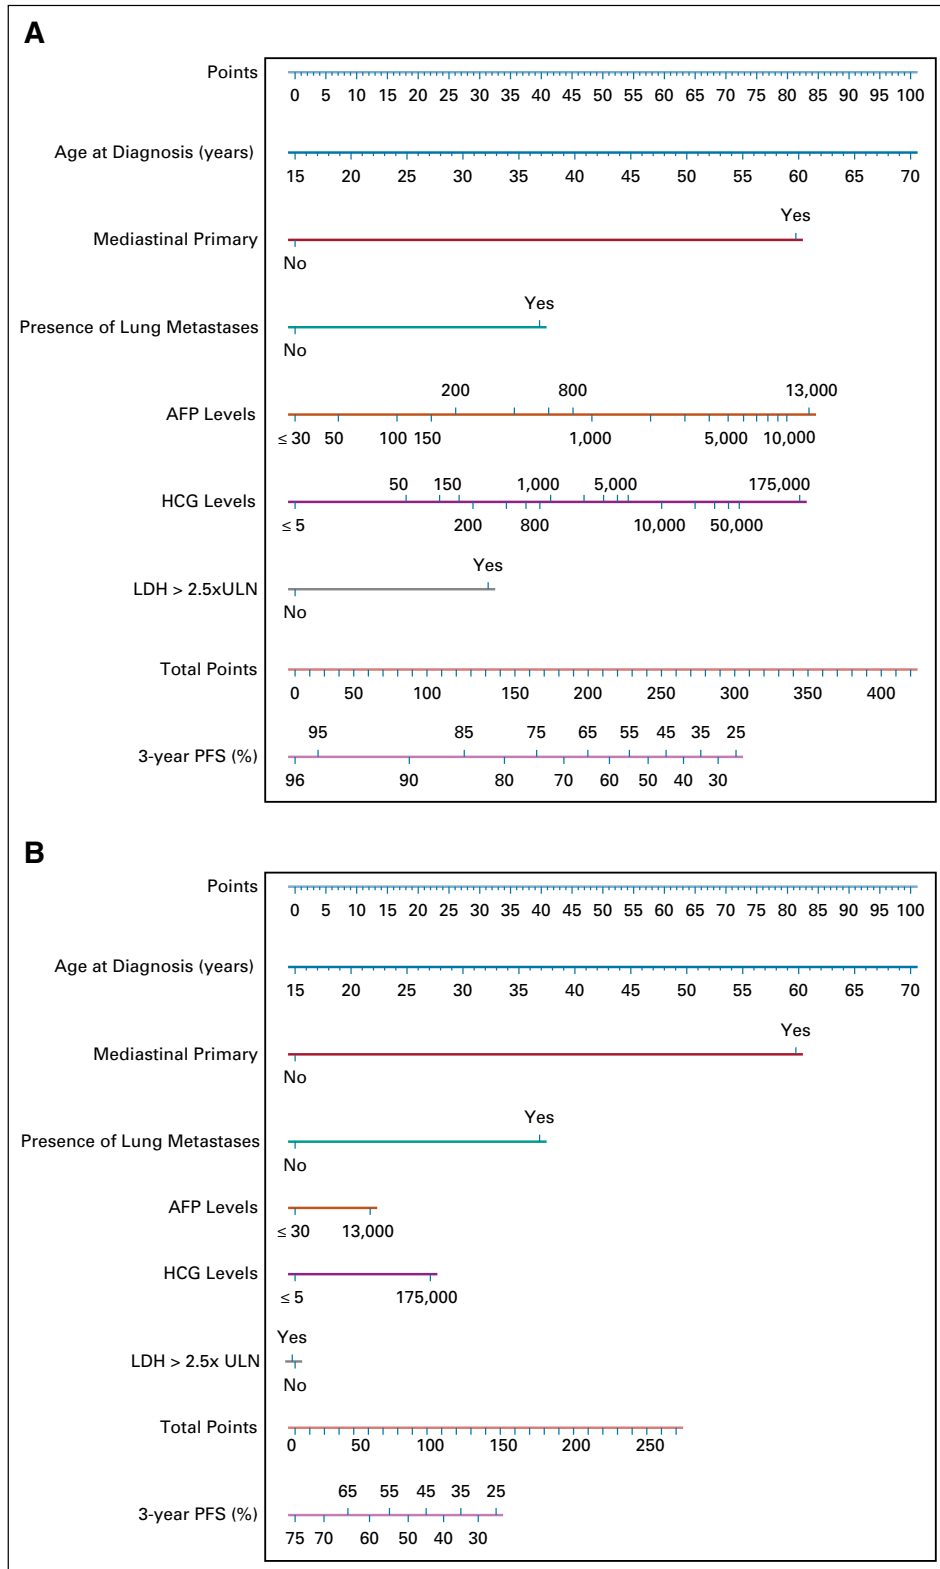 A
Points
0 5 10 15 20 25 30 35 40 45 50 55 60 65 70 75 80 85 90 95 100
Age at Diagnosis (years)
15 20 25 30 35 40 45 50 55 60 65 70
Yes
Mediastinal Primary
No
Yes
Presence of Lung Metastases
No
200 800 13,000
AFP Levels
≤ 30 50 100 150 1,000 5,000 10,000
50 150 1,000 5,000 175,000
HCG Levels
≤ 5 200 800 10,000 50,000
Yes
LDH > 2.5xULN
No
Total Points
0 50 100 150 200 250 300 350 400
95 85 75 65 55 45 35 25
3-year PFS (%)
96 90 80 70 60 50 40 30
B
Points
0 5 10 15 20 25 30 35 40 45 50 55 60 65 70 75 80 85 90 95 100
Age at Diagnosis (years)
15 20 25 30 35 40 45 50 55 60 65 70
Yes
Mediastinal Primary
No
Yes
Presence of Lung Metastases
No
AFP Levels
≤ 30 13,000
HCG Levels
≤ 5 175,000
Yes
LDH > 2.5x ULN
No
Total Points
0 50 100 150 200 250
65 55 45 35 25
3-year PFS (%)
75 70 60 50 40 30